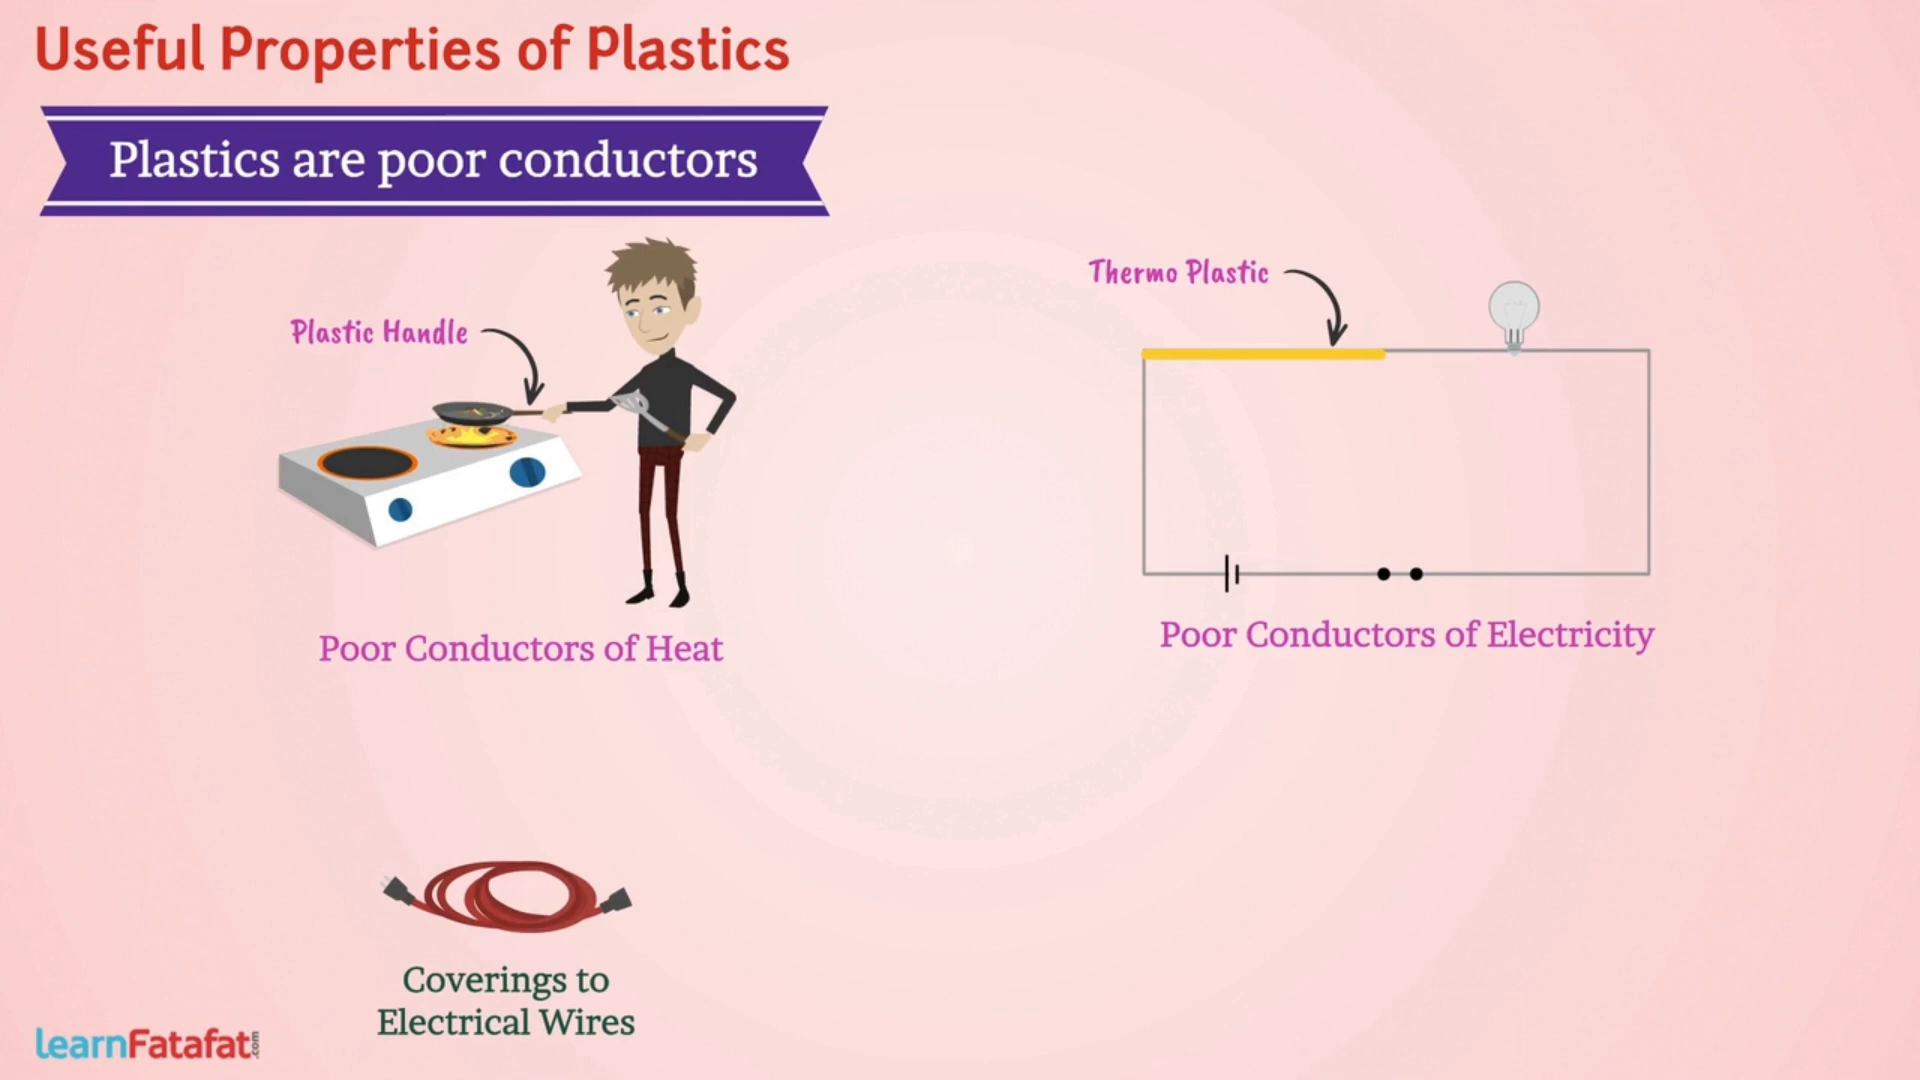 Useful Properties of Plastics
Plastics are poor conductors
Plastic Handle
Thermo Plastic
Poor Conductors of Heat
Poor Conductors of Electricity
Coverings to
Electrical Wires
learnFatafat.com